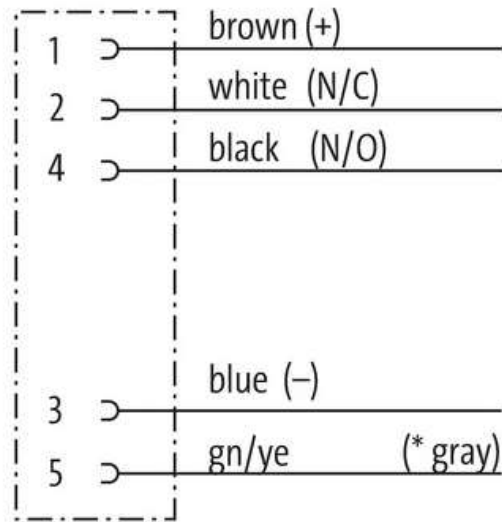 1 brown (+)
2 white (N/C)
4 black (N/O)
3 blue (–)
5 gn/ye (* gray)